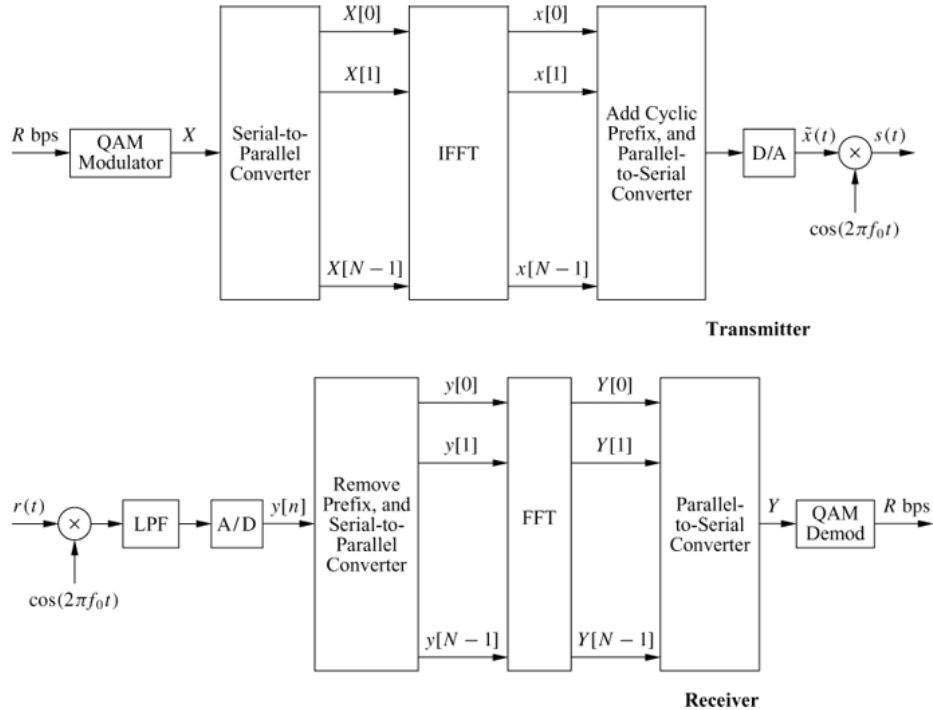 X[0]
x[0]
X[1]
x[1]
R bps
QAM
Modulator
X
Serial-to-
Parallel
Converter
IFFT
Add Cyclic
Prefix, and
Parallel-
to-Serial
Converter
D/A
x̃(t)
×
s(t)
cos(2πf₀t)
X[N − 1]
x[N − 1]
Transmitter
y[0]
Y[0]
y[1]
Y[1]
r(t)
×
LPF
A/D
y[n]
Remove
Prefix, and
Serial-to-
Parallel
Converter
FFT
Parallel-
to-Serial
Converter
Y
QAM
Demod
R bps
cos(2πf₀t)
y[N − 1]
Y[N − 1]
Receiver